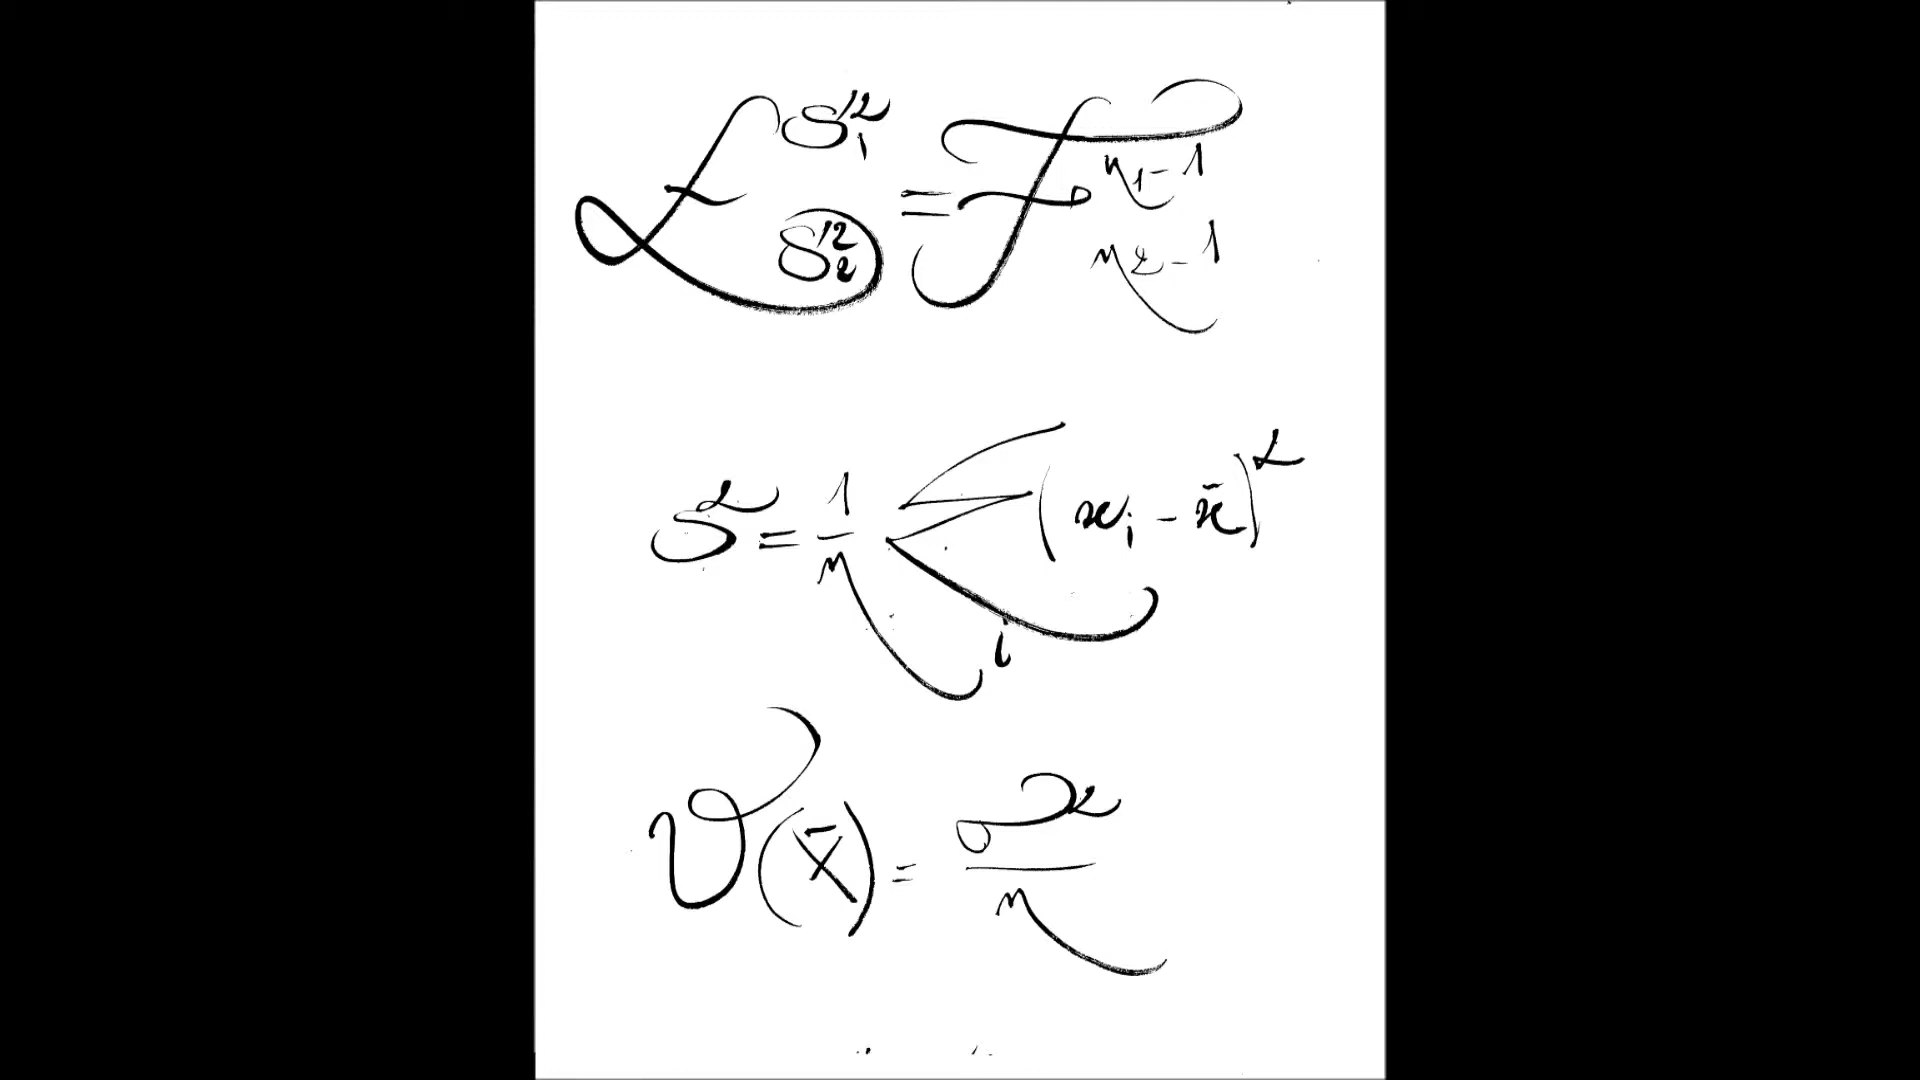 ℒ S'²₁ / S'²₂ = ℱ n₁-1 / n₂-1
S² = 1/n Σᵢ (xᵢ - x̄)²
V(X̄) = σ²/n